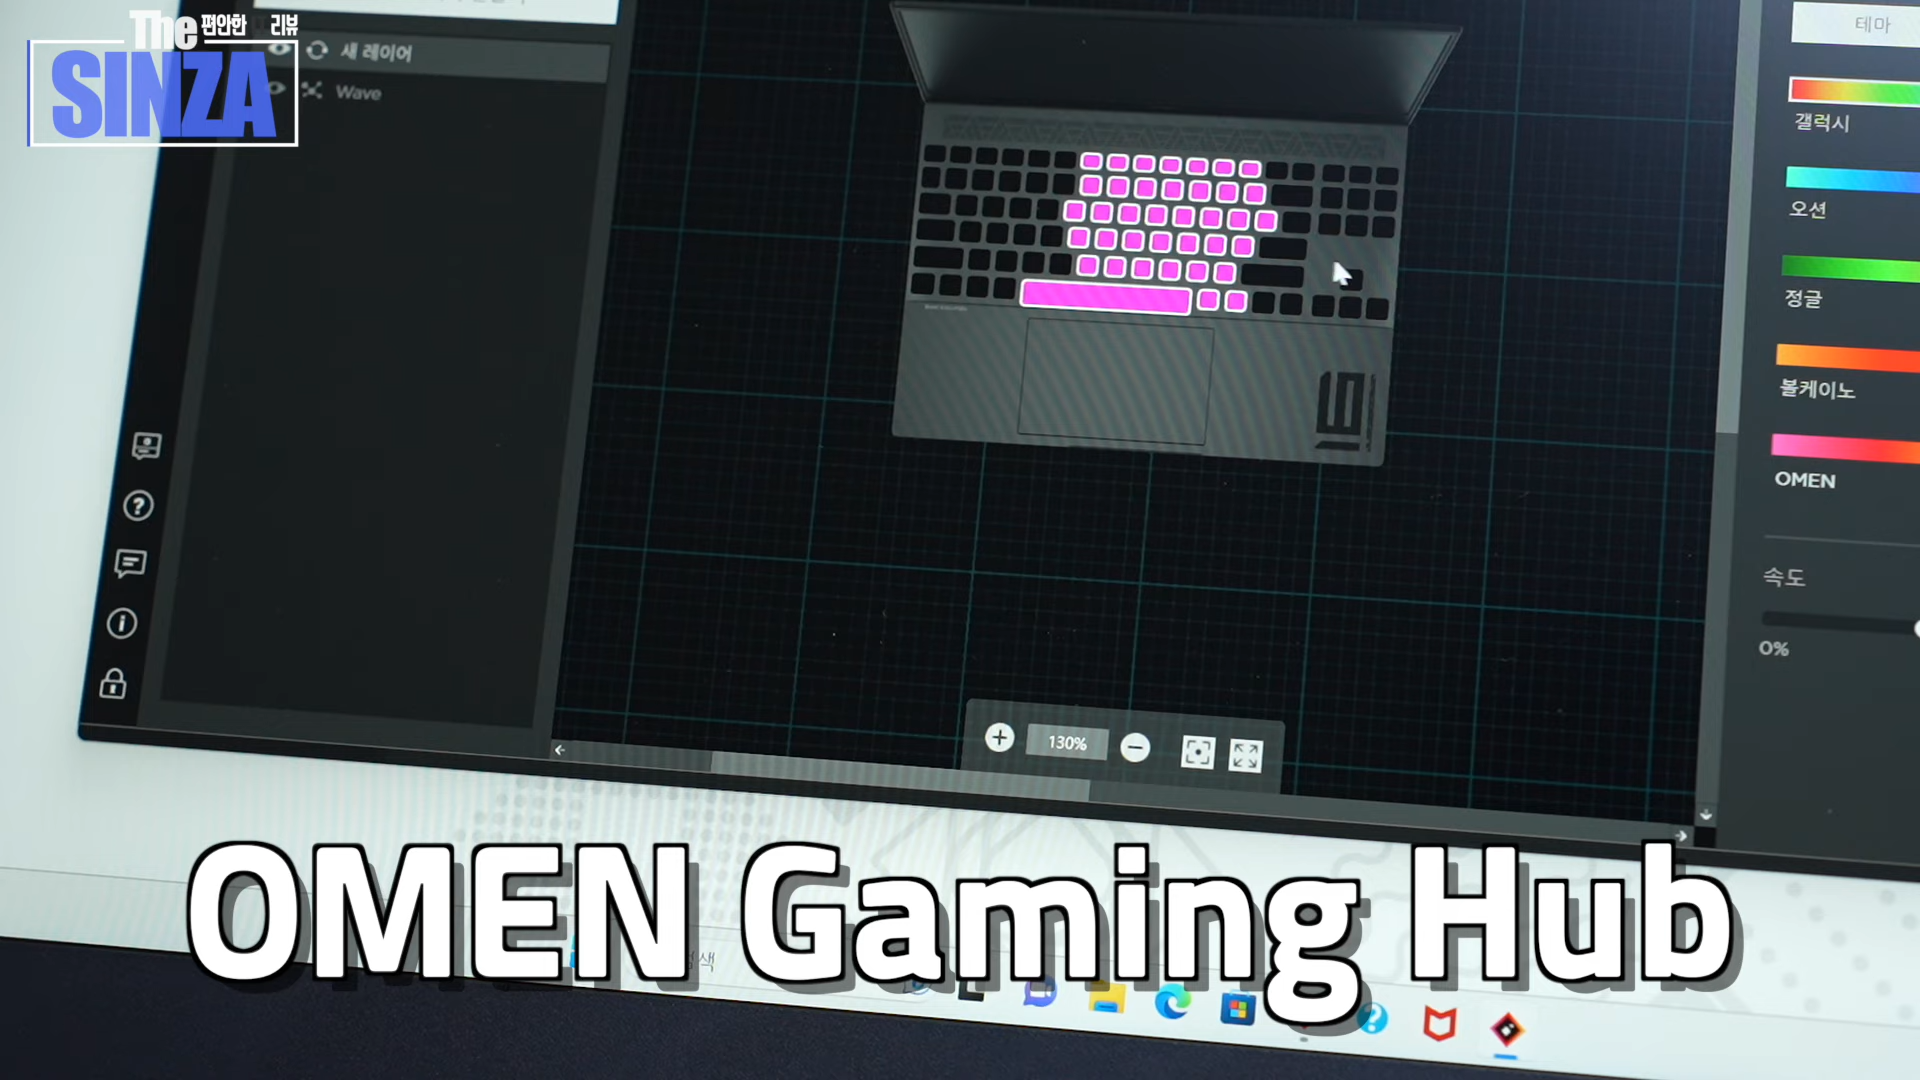 The 편안한 리뷰
SINZA
새 레이어
Wave
테마
갤럭시
오션
정글
볼케이노
OMEN
속도
0%
130%
OMEN Gaming Hub